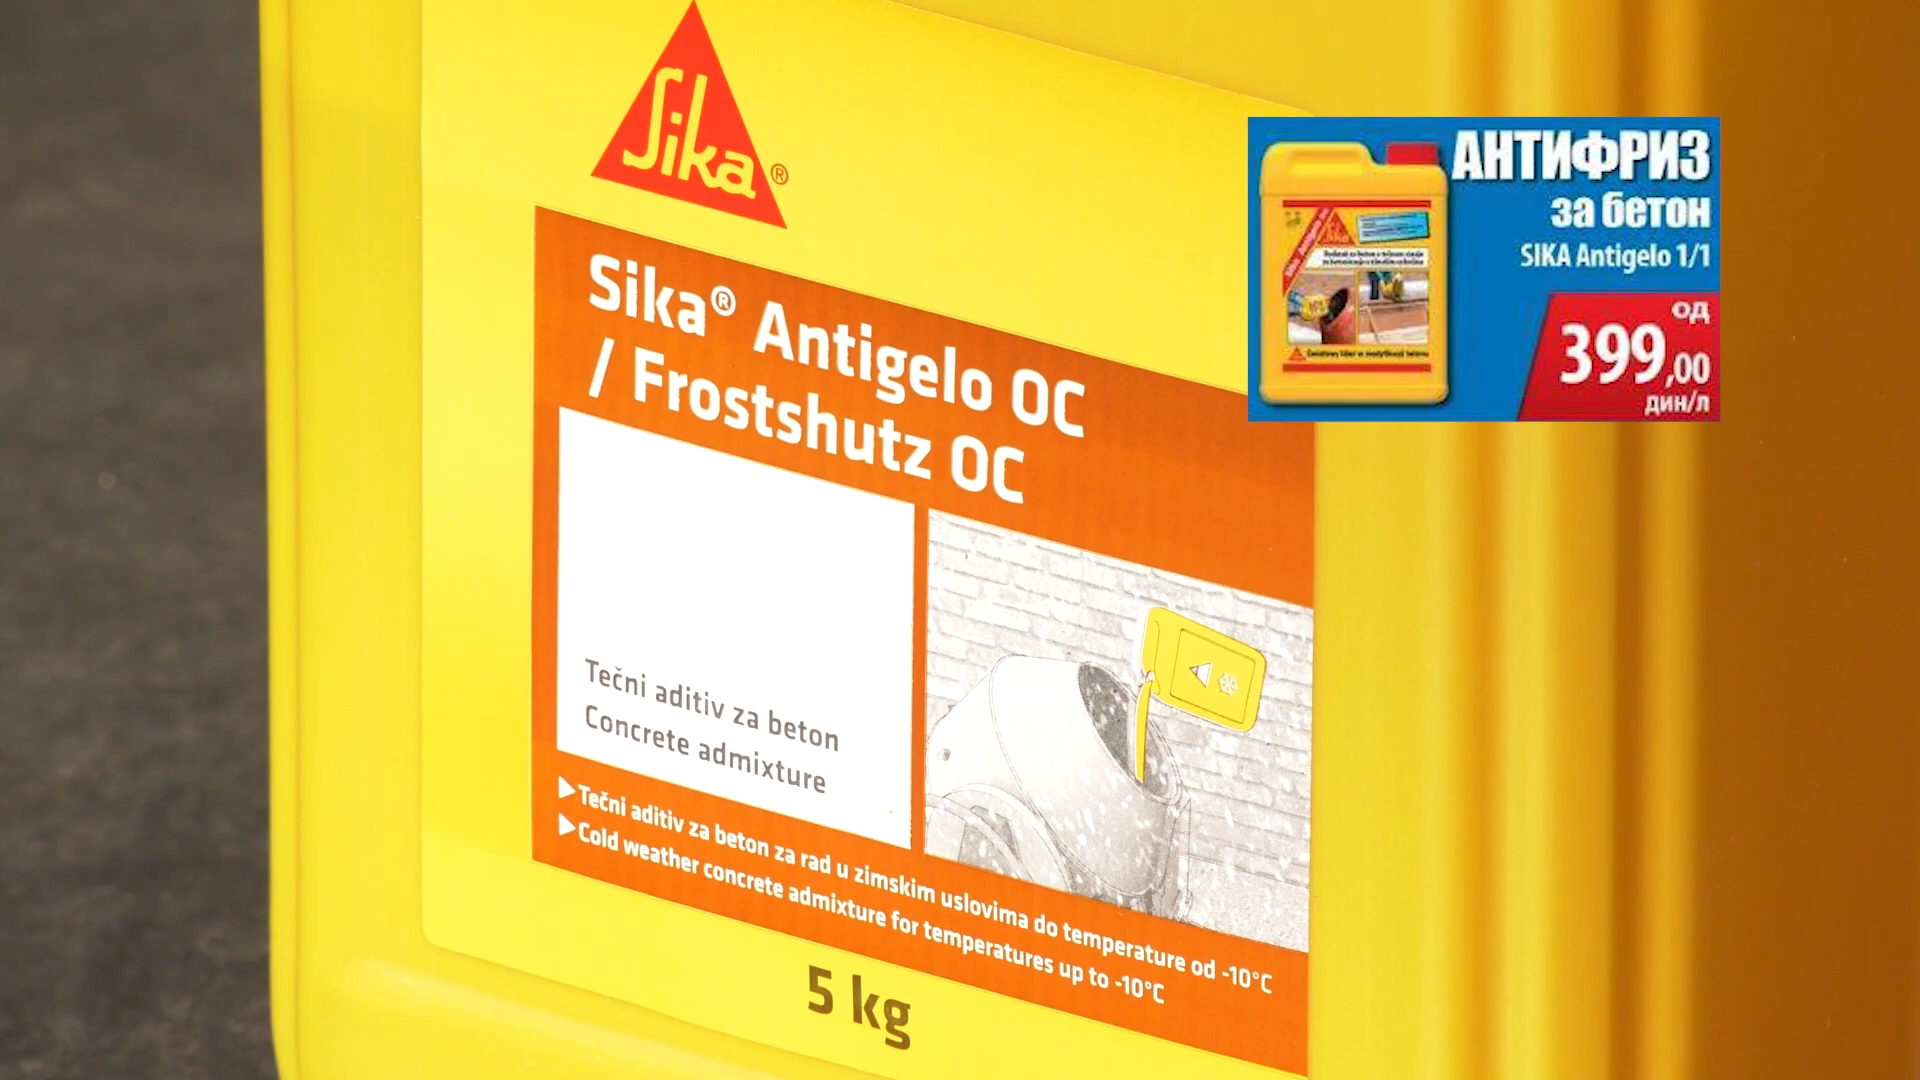 Sika®
Sika® Antigelo OC
/ Frostshutz OC
Tečni aditiv za beton
Concrete admixture
Tečni aditiv za beton za rad u zimskim uslovima do temperature od -10°C
Cold weather concrete admixture for temperatures up to -10°C
5 kg
АНТИФРИЗ
за бетон
SIKA Antigelo 1/1
од
399,00
дин/л
Sika